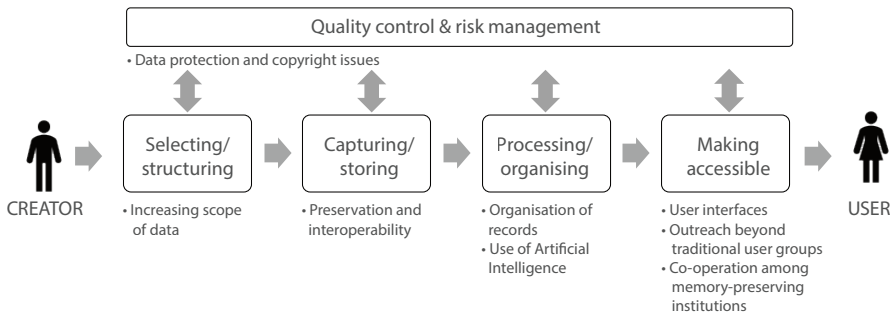 Quality control & risk management
• Data protection and copyright issues
CREATOR
Selecting/
structuring
• Increasing scope
of data
Capturing/
storing
• Preservation and
interoperability
Processing/
organising
• Organisation of
records
• Use of Artificial
Intelligence
Making
accessible
• User interfaces
• Outreach beyond
traditional user groups
• Co-operation among
memory-preserving
institutions
USER